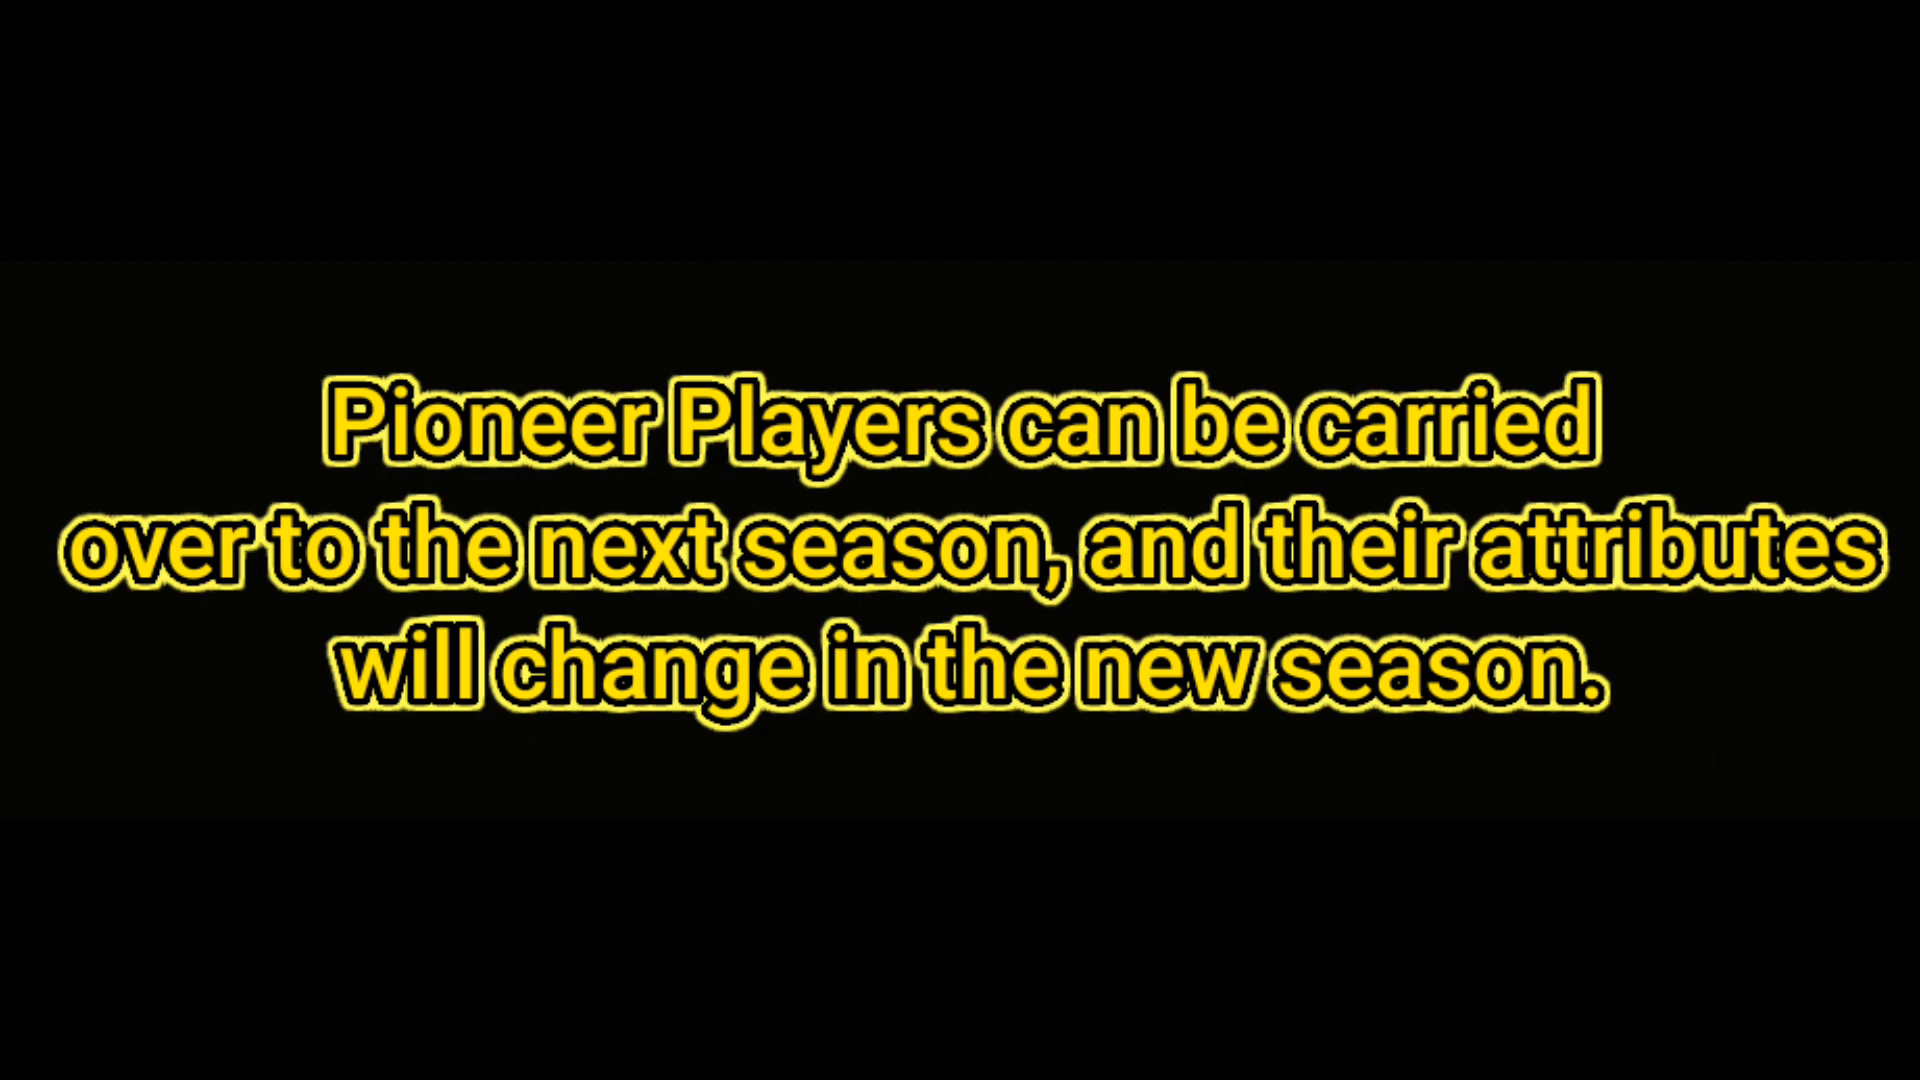 Pioneer Players can be carried
over to the next season, and their attributes
will change in the new season.